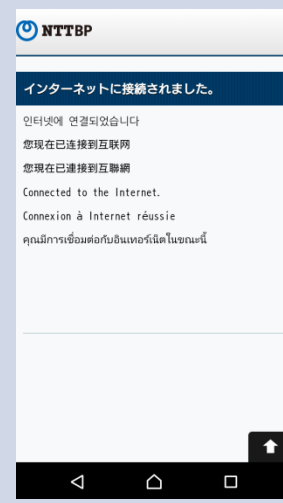 NTTBP
インターネットに接続されました。
인터넷에 연결되었습니다
您现在已连接到互联网
您現在已連接到互聯網
Connected to the Internet.
Connexion à Internet réussie
คุณมีการเชื่อมต่อกับอินเทอร์เน็ตในขณะนี้